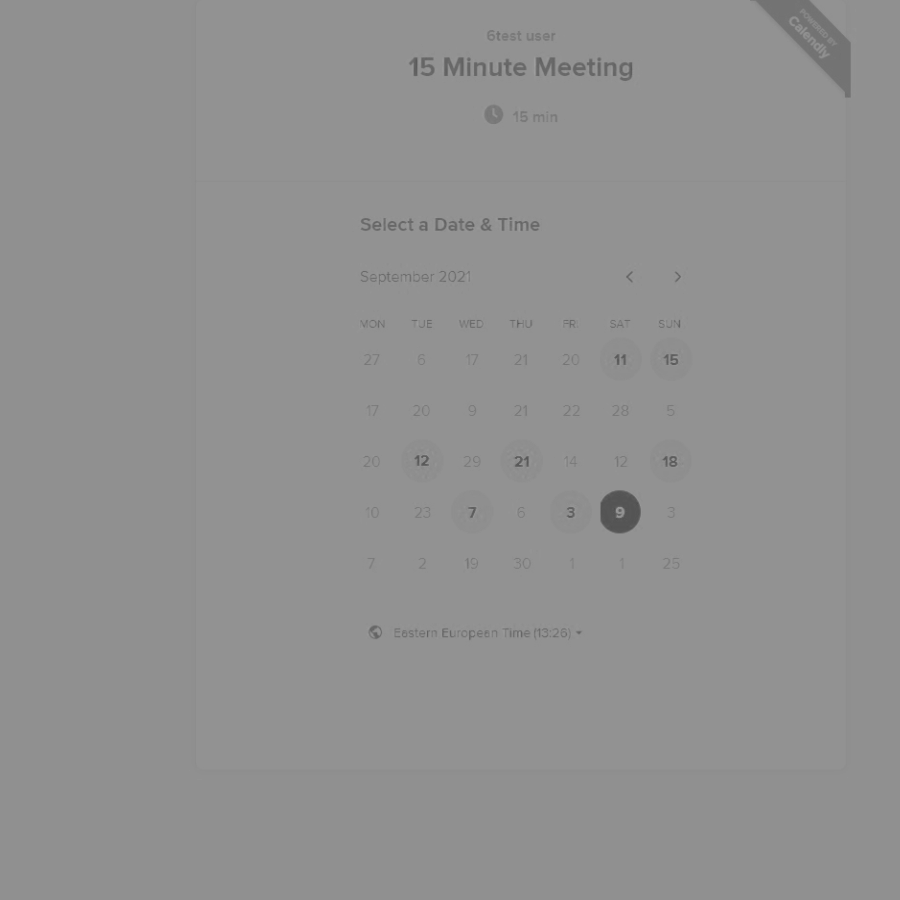 POWERED BY
Calendly
6test user
15 Minute Meeting
15 min
Select a Date & Time
September 2021
MON TUE WED THU FRI SAT SUN
27 6 17 21 20 11 15
17 20 9 21 22 28 5
20 12 29 21 14 12 18
10 23 7 6 3 9 3
7 2 19 30 1 1 25
Eastern European Time (13:26)